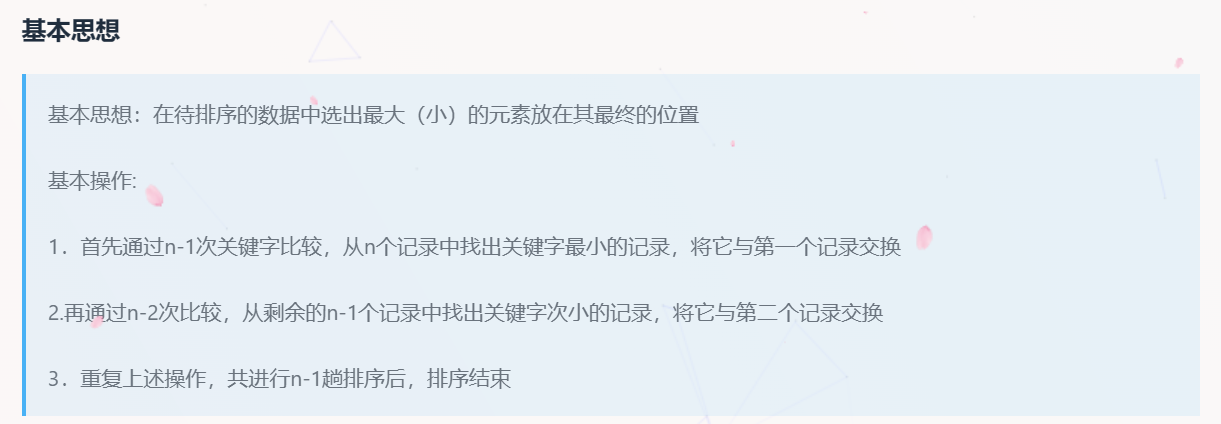 基本思想
基本思想：在待排序的数据中选出最大（小）的元素放在其最终的位置
基本操作:
1．首先通过n-1次关键字比较，从n个记录中找出关键字最小的记录，将它与第一个记录交换
2.再通过n-2次比较，从剩余的n-1个记录中找出关键字次小的记录，将它与第二个记录交换
3．重复上述操作，共进行n-1趟排序后，排序结束